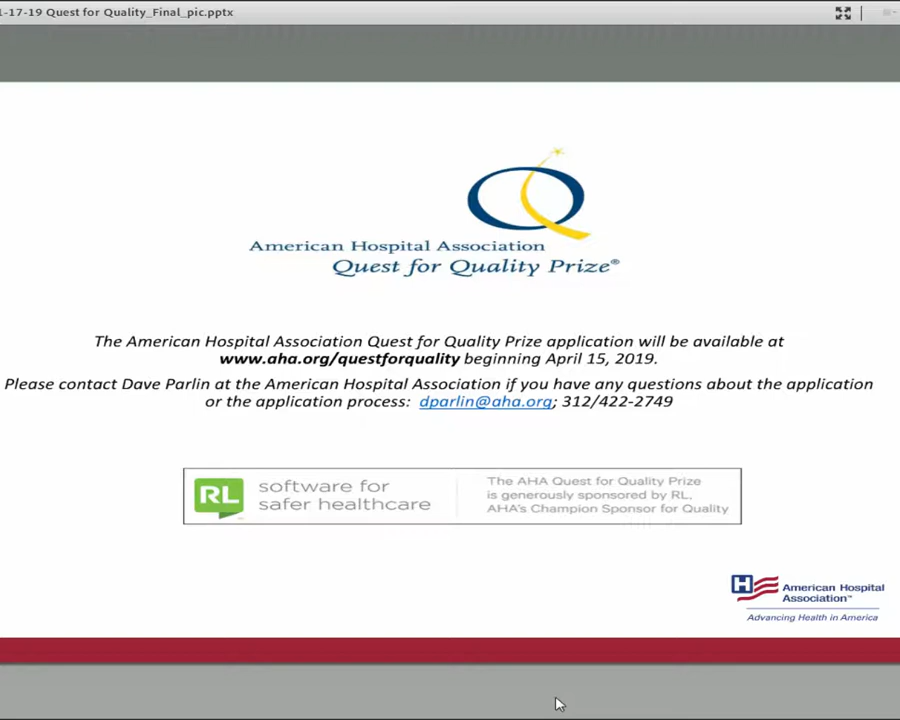 1-17-19 Quest for Quality_Final_pic.pptx
American Hospital Association
Quest for Quality Prize®
The American Hospital Association Quest for Quality Prize application will be available at
www.aha.org/questforquality beginning April 15, 2019.
Please contact Dave Parlin at the American Hospital Association if you have any questions about the application
or the application process: dparlin@aha.org; 312/422-2749
RL
software for
safer healthcare
The AHA Quest for Quality Prize
is generously sponsored by RL,
AHA's Champion Sponsor for Quality
H
American Hospital
Association™
Advancing Health in America